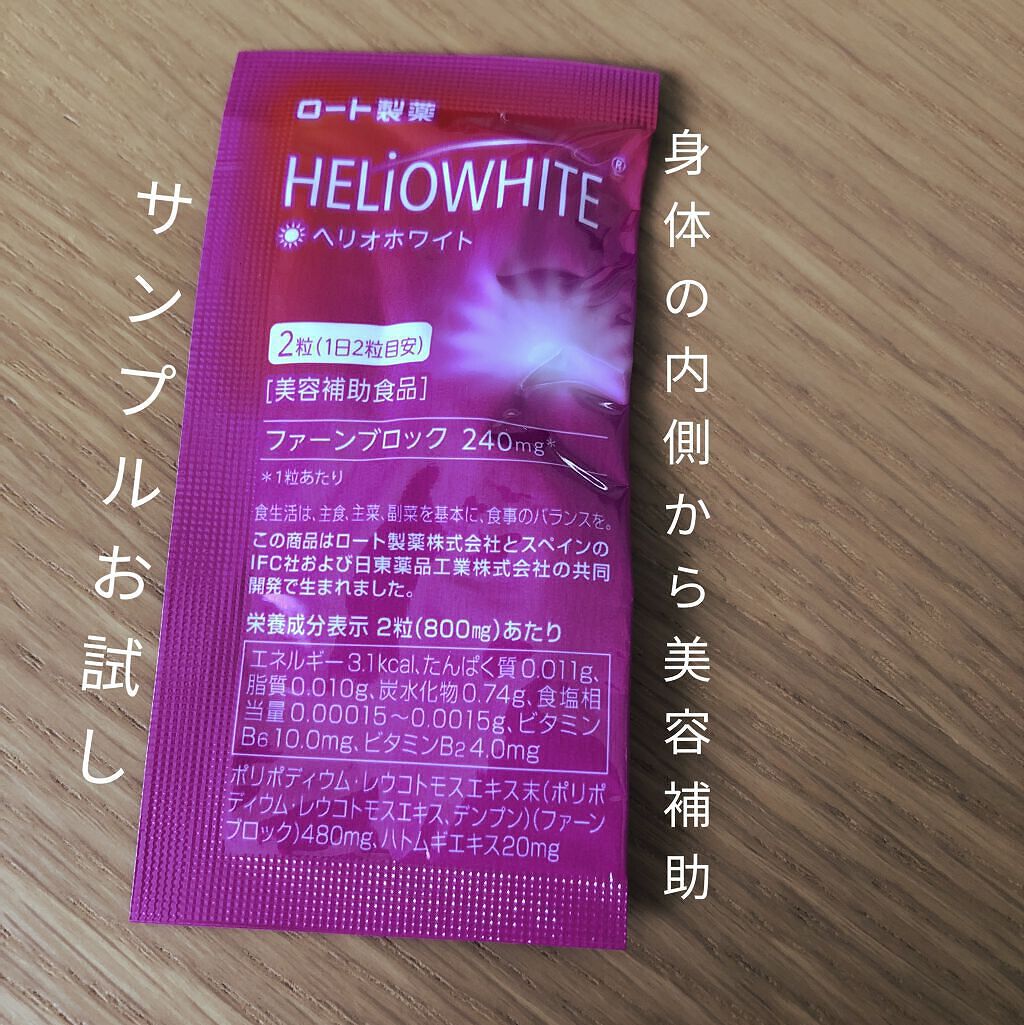 ロート製薬
HELiOWHITE®
ヘリオホワイト
2粒(1日2粒目安)
[美容補助食品]
ファーンブロック 240mg*
*1粒あたり
食生活は、主食、主菜、副菜を基本に、食事のバランスを。
この商品はロート製薬株式会社とスペインの
IFC社および日東薬品工業株式会社の共同
開発で生まれました。
栄養成分表示 2粒(800mg)あたり
エネルギー3.1kcal、たんぱく質0.011g、
脂質0.010g、炭水化物0.74g、食塩相
当量0.00015～0.0015g、ビタミン
B6 10.0mg、ビタミンB2 4.0mg
ポリポディウム・レウコトモスエキス末(ポリポ
ディウム・レウコトモスエキス、デンプン)(ファーン
ブロック)480mg、ハトムギエキス20mg
身体の内側から美容補助
サンプルお試し